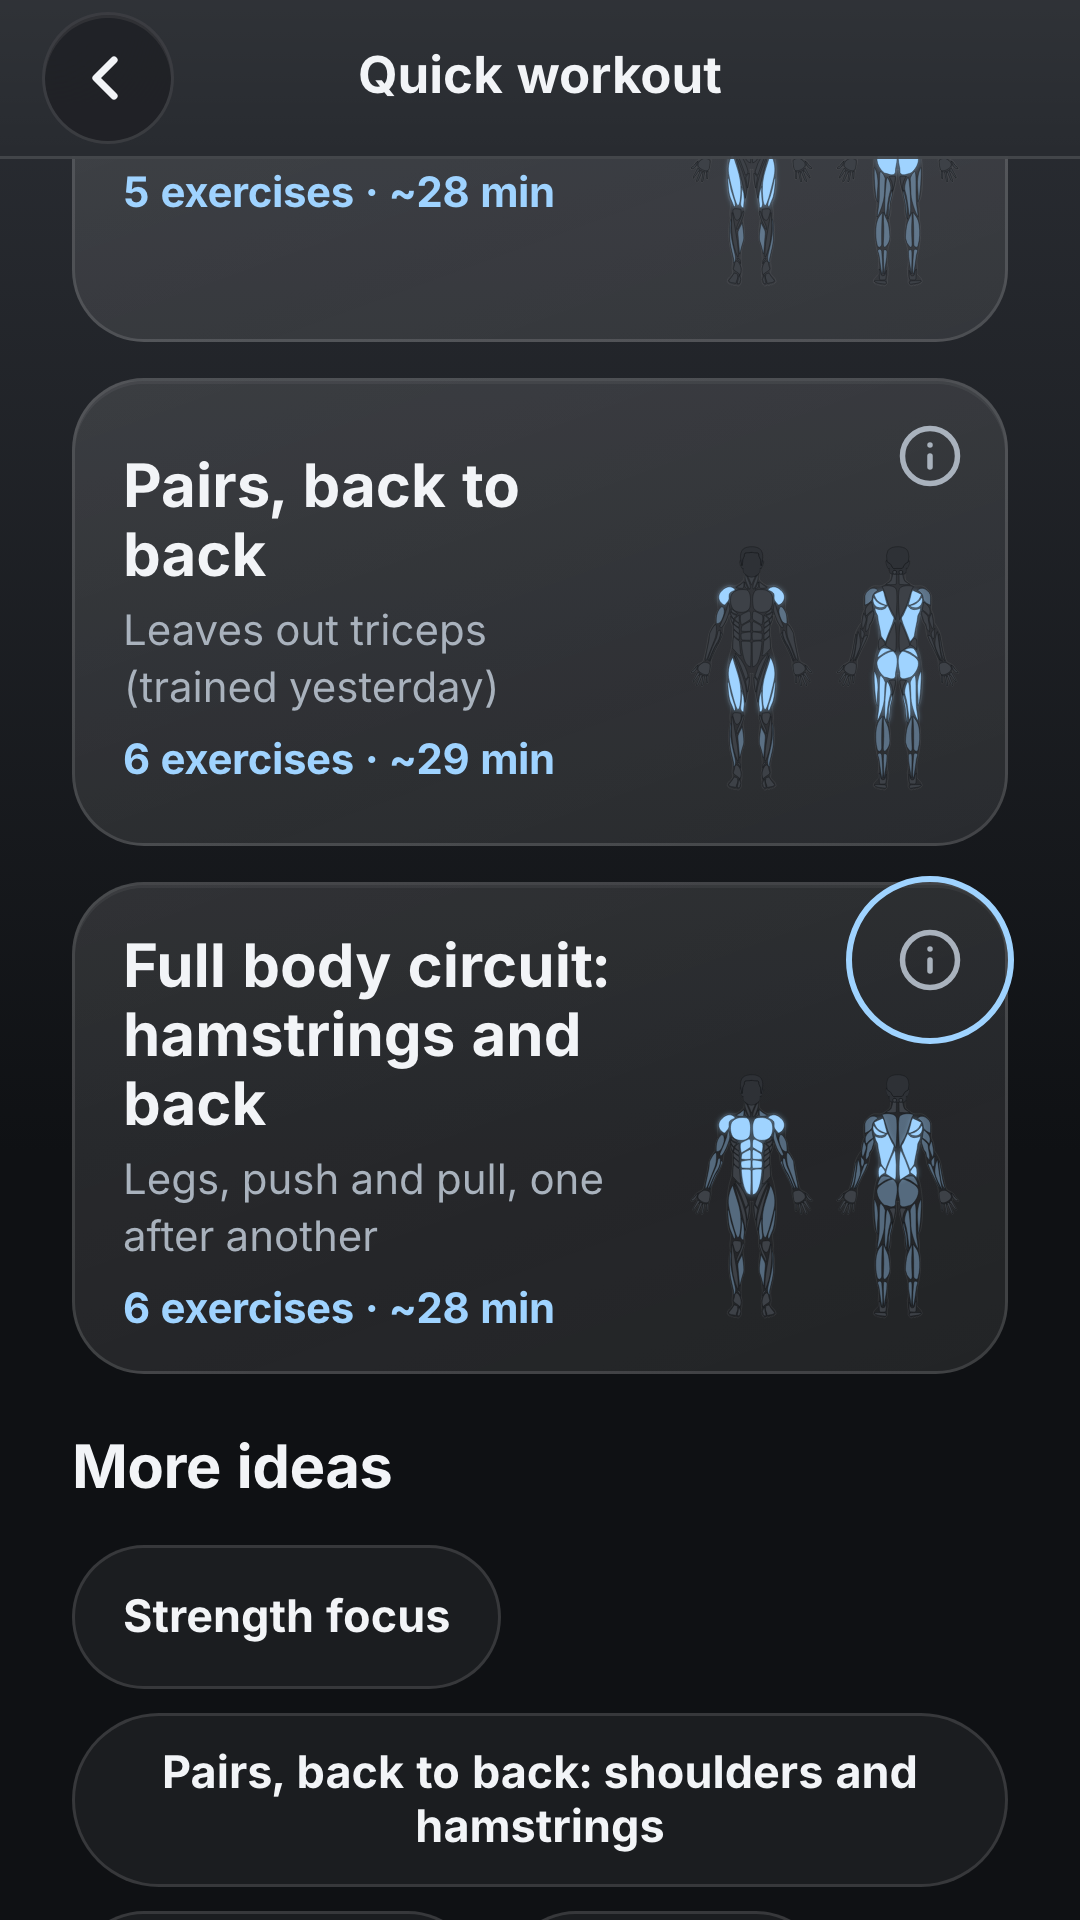 Quick workout
5 exercises · ~28 min
Pairs, back to
back
Leaves out triceps
(trained yesterday)
6 exercises · ~29 min
Full body circuit:
hamstrings and
back
Legs, push and pull, one
after another
6 exercises · ~28 min
More ideas
Strength focus
Pairs, back to back: shoulders and
hamstrings